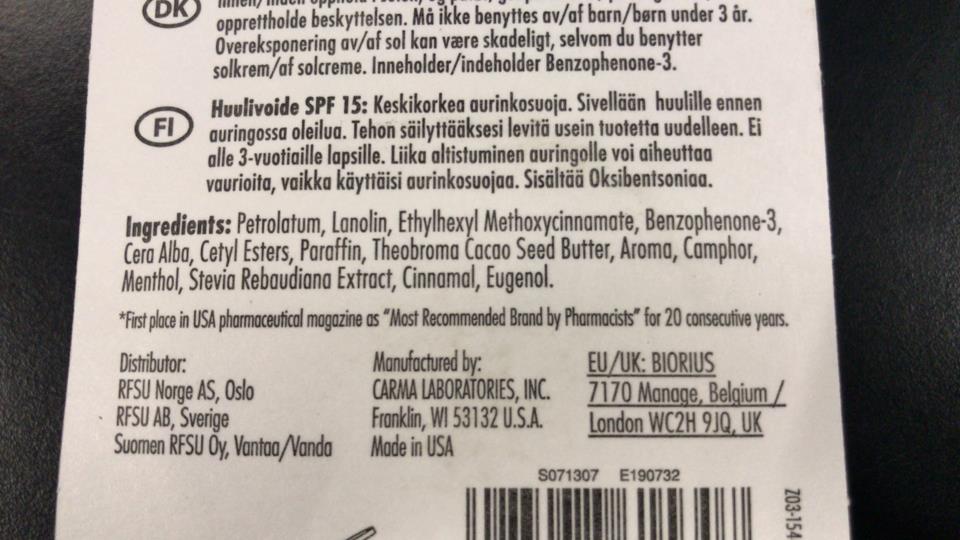 DK
opprettholde beskyttelsen. Må ikke benyttes av/af barn/børn under 3 år.
Overeksponering av/af sol kan være skadeligt, selvom du benytter
solkrem/af solcreme. Inneholder/indeholder Benzophenone-3.
FI
Huulivoide SPF 15: Keskikorkea aurinkosuoja. Sivellään huulille ennen
auringossa oleilua. Tehon säilyttääksesi levitä usein tuotetta uudelleen. Ei
alle 3-vuotiaille lapsille. Liika altistuminen auringolle voi aiheuttaa
vaurioita, vaikka käyttäisi aurinkosuojaa. Sisältää Oksibentsonia.
Ingredients: Petrolatum, Lanolin, Ethylhexyl Methoxycinnamate, Benzophenone-3,
Cera Alba, Cetyl Esters, Paraffin, Theobroma Cacao Seed Butter, Aroma, Camphor,
Menthol, Stevia Rebaudiana Extract, Cinnamal, Eugenol.
*First place in USA pharmaceutical magazine as "Most Recommended Brand by Pharmacists" for 20 consecutive years.
Distributor:
RFSU Norge AS, Oslo
RFSU AB, Sverige
Suomen RFSU Oy, Vantaa/Vanda
Manufactured by:
CARMA LABORATORIES, INC.
Franklin, WI 53132 U.S.A.
Made in USA
EU/UK: BIORIUS
7170 Manage, Belgium /
London WC2H 9JQ, UK
S071307 E190732
Z03-154